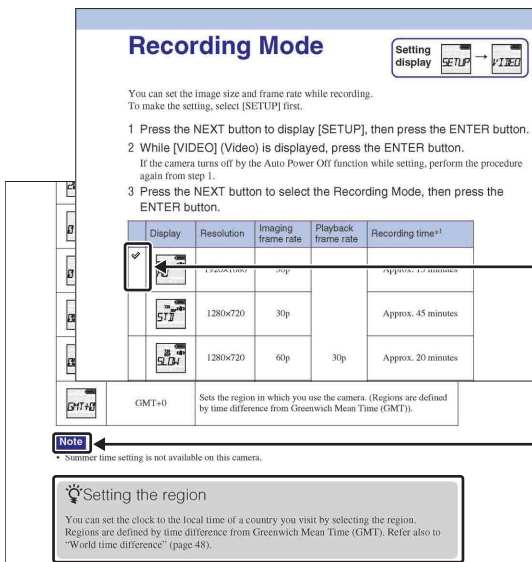 Recording Mode
Setting
display
SETUP → VIDEO
You can set the image size and frame rate while recording.
To make the setting, select [SETUP] first.
1 Press the NEXT button to display [SETUP], then press the ENTER button.
2 While [VIDEO] (Video) is displayed, press the ENTER button.
If the camera turns off by the Auto Power Off function while setting, perform the procedure
again from step 1.
3 Press the NEXT button to select the Recording Mode, then press the
ENTER button.
Display Resolution Imaging frame rate Playback frame rate Recording time*1
STD 1280×720 30p Approx. 45 minutes
SLOW 1280×720 60p 30p Approx. 20 minutes
GMT+0 GMT+0 Sets the region in which you use the camera. (Regions are defined
by time difference from Greenwich Mean Time (GMT)).
Note
• Summer time setting is not available on this camera.
Setting the region
You can set the clock to the local time of a country you visit by selecting the region.
Regions are defined by time difference from Greenwich Mean Time (GMT). Refer also to
“World time difference” (page 48).